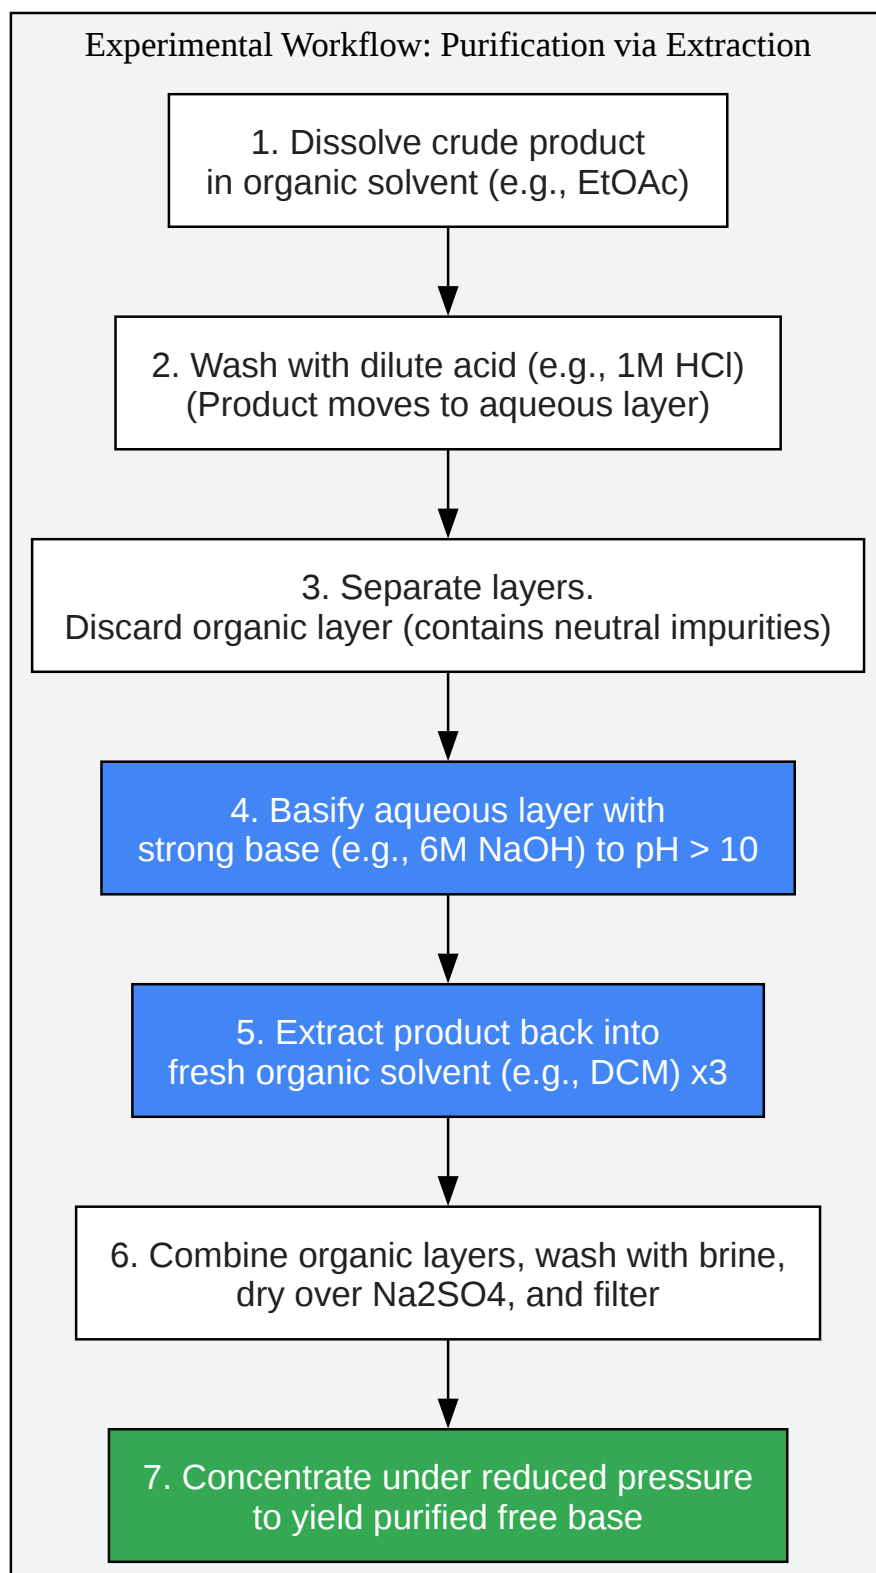 Experimental Workflow: Purification via Extraction
1. Dissolve crude product
in organic solvent (e.g., EtOAc)
2. Wash with dilute acid (e.g., 1M HCl)
(Product moves to aqueous layer)
3. Separate layers.
Discard organic layer (contains neutral impurities)
4. Basify aqueous layer with
strong base (e.g., 6M NaOH) to pH > 10
5. Extract product back into
fresh organic solvent (e.g., DCM) x3
6. Combine organic layers, wash with brine,
dry over Na2SO4, and filter
7. Concentrate under reduced pressure
to yield purified free base